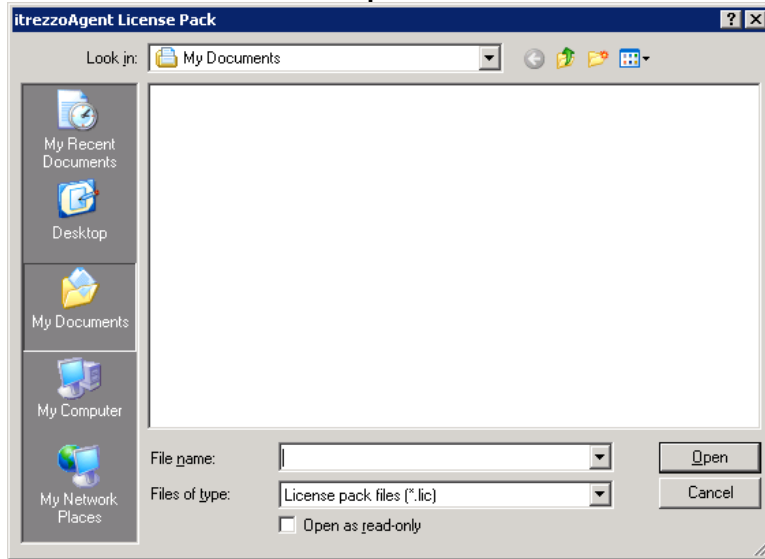 itrezzoAgent License Pack
Look in:
My Documents
My Recent
Documents
Desktop
My Documents
My Computer
My Network
Places
File name:
Open
Files of type:
License pack files (*.lic)
Cancel
Open as read-only